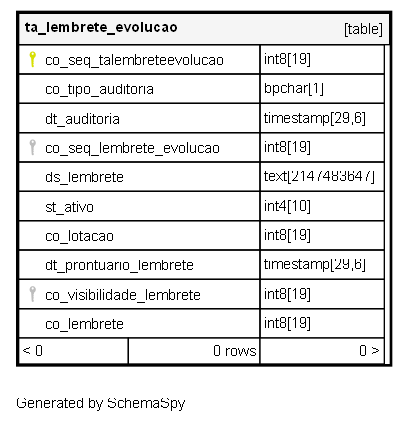 ta_lembrete_evolucao [table]
co_seq_talembreteevolucao int8[19]
co_tipo_auditoria bpchar[1]
dt_auditoria timestamp[29,6]
co_seq_lembrete_evolucao int8[19]
ds_lembrete text[2147483647]
st_ativo int4[10]
co_lotacao int8[19]
dt_prontuario_lembrete timestamp[29,6]
co_visibilidade_lembrete int8[19]
co_lembrete int8[19]
< 0 0 rows 0 >
Generated by SchemaSpy